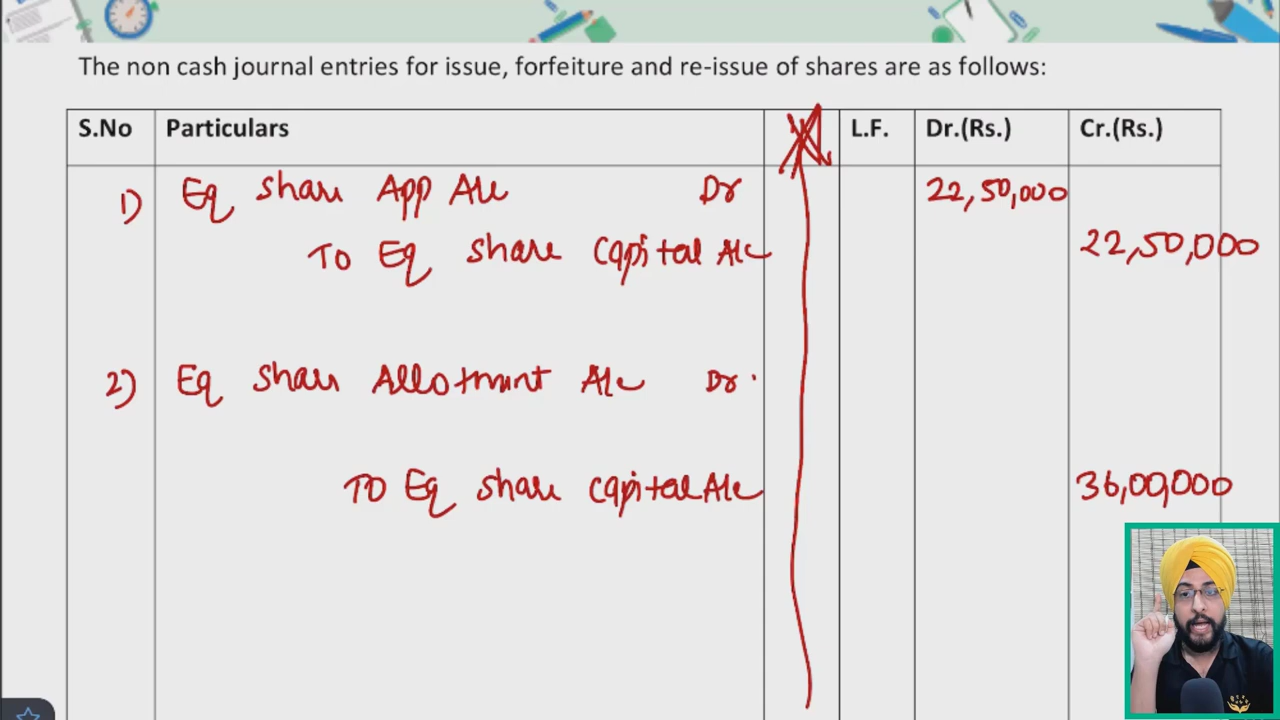 The non cash journal entries for issue, forfeiture and re-issue of shares are as follows:
S.No Particulars L.F. Dr.(Rs.) Cr.(Rs.)
1) Eq share App A/c Dr 22,50,000
To Eq share Capital A/c 22,50,000
2) Eq share Allotment A/c Dr.
To Eq share Capital A/c 36,00,000